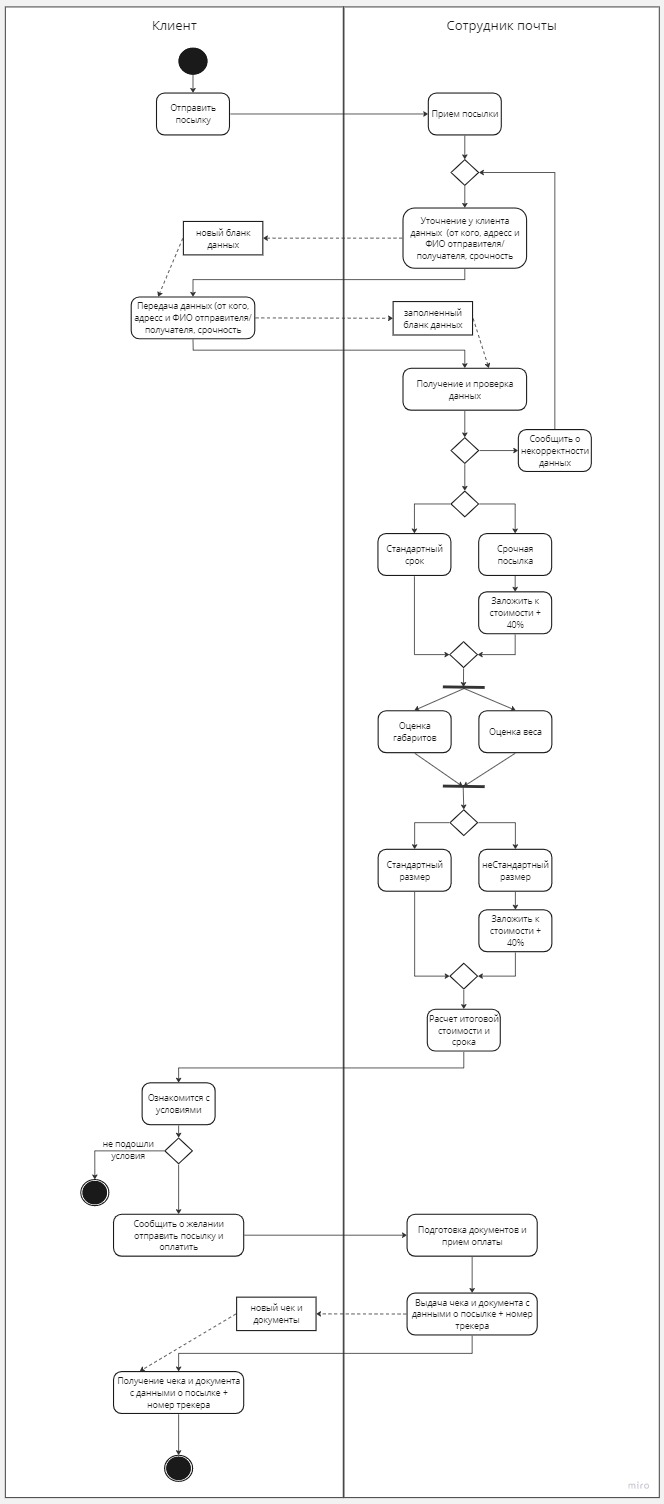 Клиент
Сотрудник почты
Отправить
посылку
Прием посылки
Уточнение у клиента
данных (от кого, адресс и
ФИО отправителя/
получателя, срочность
новый бланк
данных
Передача данных (от кого,
адресс и ФИО отправителя/
получателя, срочность
заполненный
бланк данных
Получение и проверка
данных
Сообщить о
некорректности
данных
Стандартный
срок
Срочная
посылка
Заложить к
стоимости +
40%
Оценка
габаритов
Оценка веса
Стандартный
размер
неСтандартный
размер
Заложить к
стоимости +
40%
Расчет итоговой
стоимости и
срока
Ознакомится с
условиями
не подошли
условия
Сообщить о желании
отправить посылку и
оплатить
Подготовка документов и
прием оплаты
Выдача чека и документа с
данными о посылке + номер
трекера
новый чек и
документы
Получение чека и документа
с данными о посылке +
номер трекера
miro